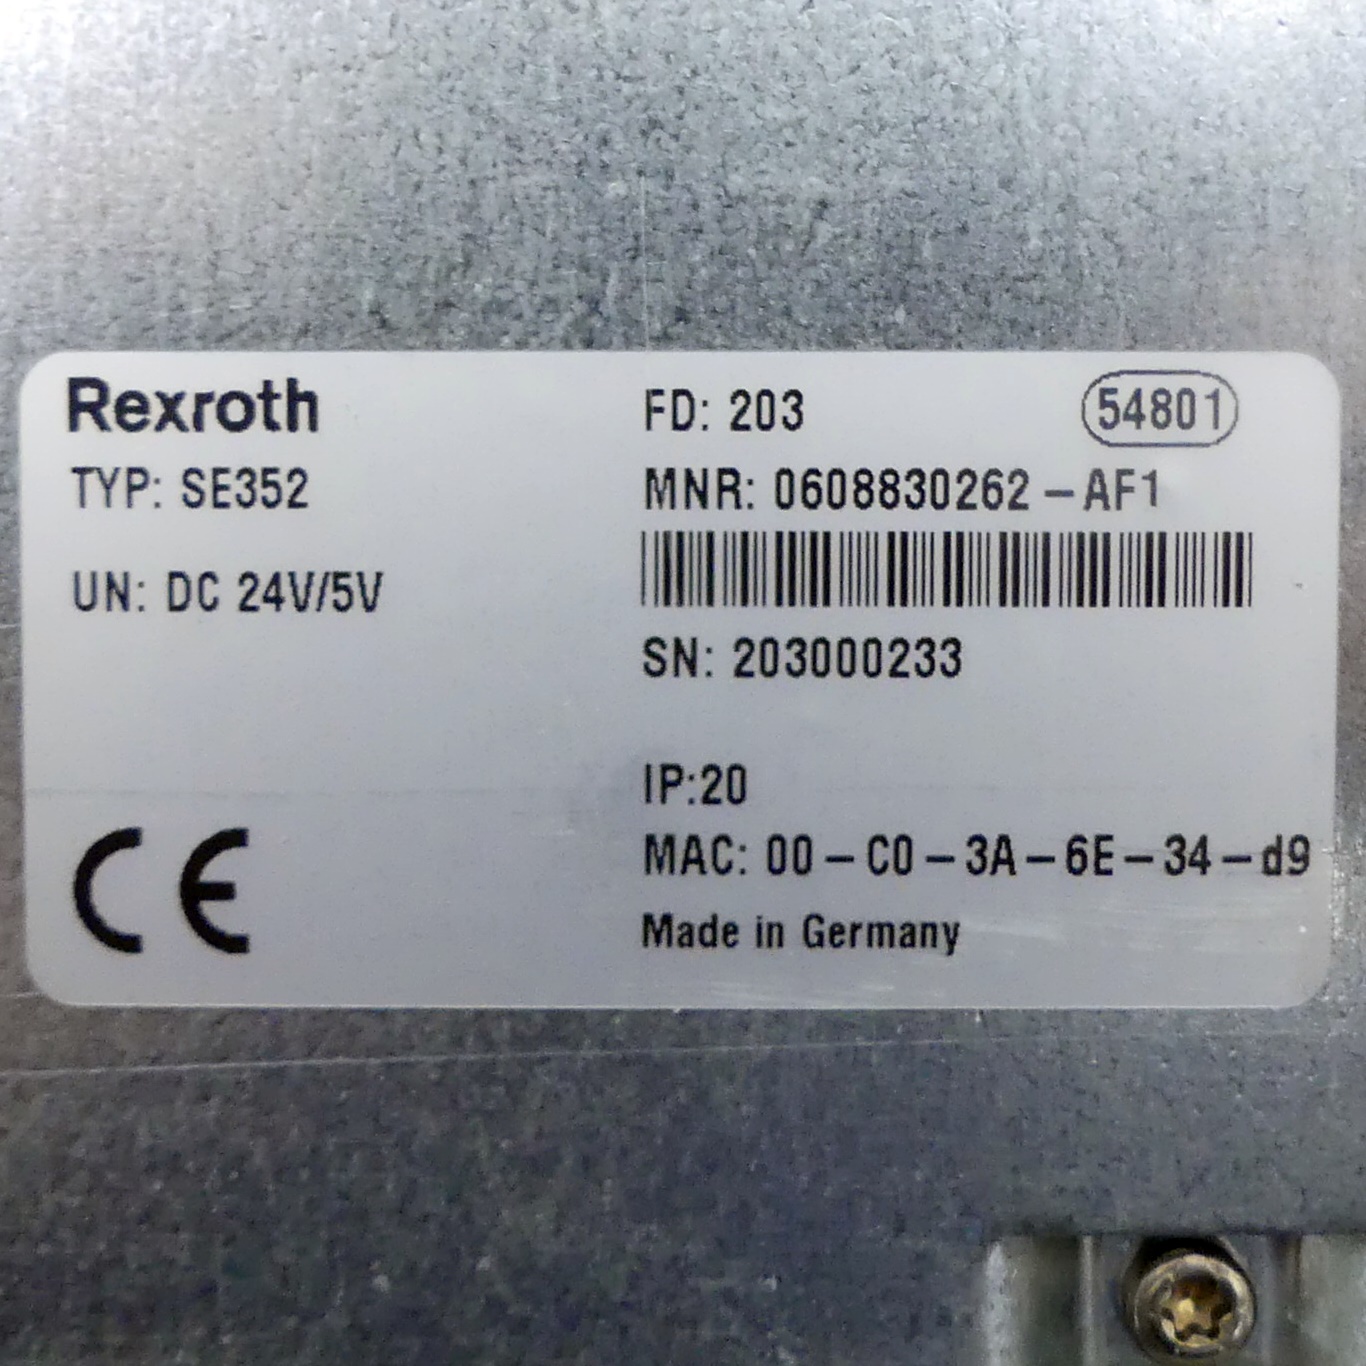 Rexroth
TYP: SE352
UN: DC 24V/5V
CE
FD: 203
54801
MNR: 0608830262 – AF1
SN: 203000233
IP:20
MAC: 00 – C0 – 3A – 6E – 34 – d9
Made in Germany